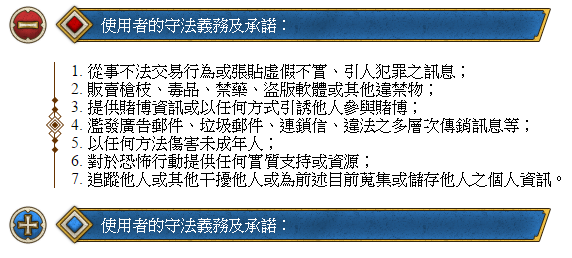 使用者的守法義務及承諾：
1. 從事不法交易行為或張貼虛假不實、引人犯罪之訊息；
2. 販賣槍枝、毒品、禁藥、盜版軟體或其他違禁物；
3. 提供賭博資訊或以任何方式引誘他人參與賭博；
4. 濫發廣告郵件、垃圾郵件、連鎖信、違法之多層次傳銷訊息等；
5. 以任何方法傷害未成年人；
6. 對於恐怖行動提供任何實質支持或資源；
7. 追蹤他人或其他干擾他人或為前述目前蒐集或儲存他人之個人資訊。
使用者的守法義務及承諾：